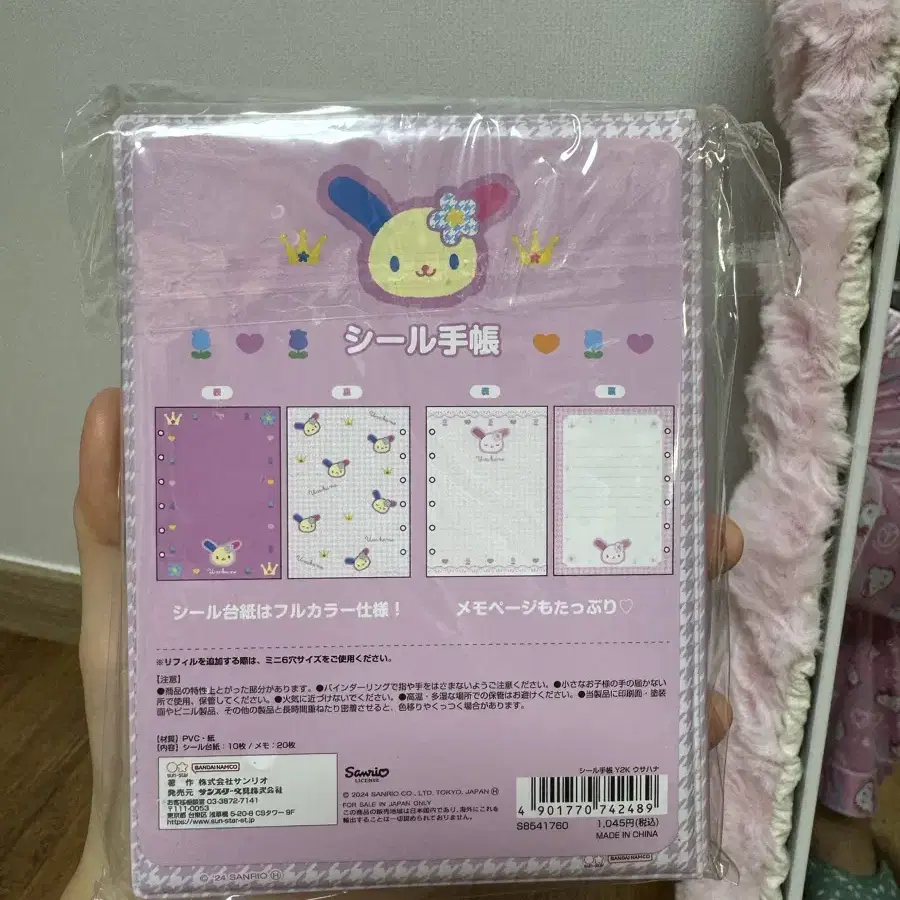 シール手帳
表
裏
表
裏
Usahana
Usahana
Usahana
シール台紙はフルカラー仕様！
メモページもたっぷり♡
※リフィルを追加する際は、ミニ6穴サイズをご使用ください。
【注意】
●商品の特性上とがった部分があります。●バインダーリングで指や手をはさまないようご注意ください。●小さなお子様の手の届かない
所で使用、保管してください。●火気に近づけないでください。●高温・多湿な場所での保管はお避けください。●当製品に印刷面・塗装
面やビニル製品、その他の製品と長時間重ねたり密着させると、色移りやくっつく場合があります。
【材質】PVC・紙
【内容】シール台紙：10枚 / メモ：20枚
sun-star BANDAI NAMCO
著 作 株式会社サンリオ
発売元 サンスター文具株式会社
お客様相談室 03-3872-7141
〒111-0053
東京都 台東区 浅草橋 5-20-8 CSタワー 9F
https://www.sun-star-st.jp
Sanrio
LICENSE
© 2024 SANRIO CO., LTD. TOKYO, JAPAN Ⓗ
FOR SALE IN JAPAN ONLY
この商品の販売地域は日本国内であり、海外にこれを
輸出することは一切認められておりません。
シール手帳 Y2K ウサハナ
4 901770 742489
S8541760 1,045円(税込)
MADE IN CHINA
sun-star BANDAI NAMCO
© '24 SANRIO Ⓗ